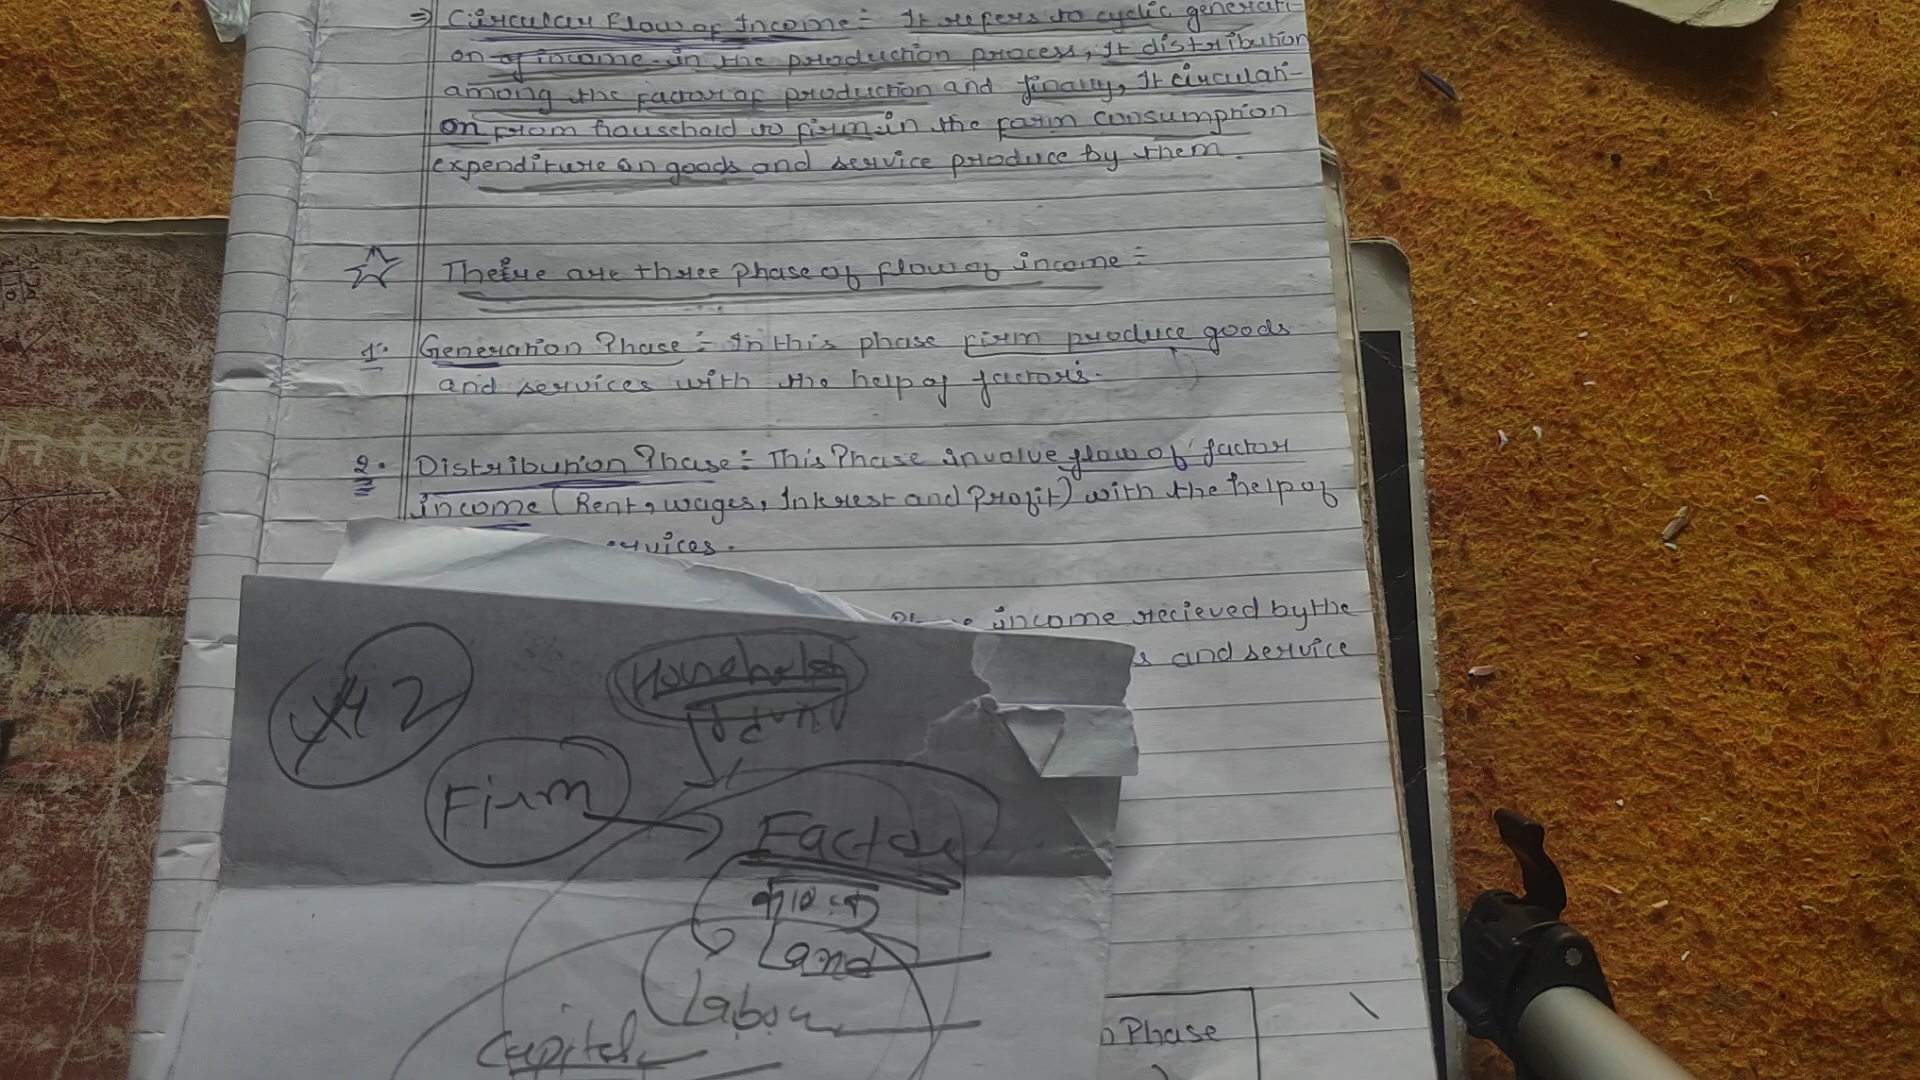 ⇒ Circular Flow of Income:- It refers to cyclic generati-
on of income in the production process, It distribution
among the factor of production and finally, It circulati-
on from household to firm in the form consumption
expenditure on goods and service produce by them.
☆ There are three phase of flow of income:-
1. Generation Phase:- In this phase firm produce goods
and services with the help of factors.
2. Distribution Phase:- This Phase involve flow of factor
income (Rent, wages, Interest and Profit) with the help of
ervices.
income recieved by the
s and service
Households
Firm
Factor
Land
Labour
Capital
n Phase
न विश्व